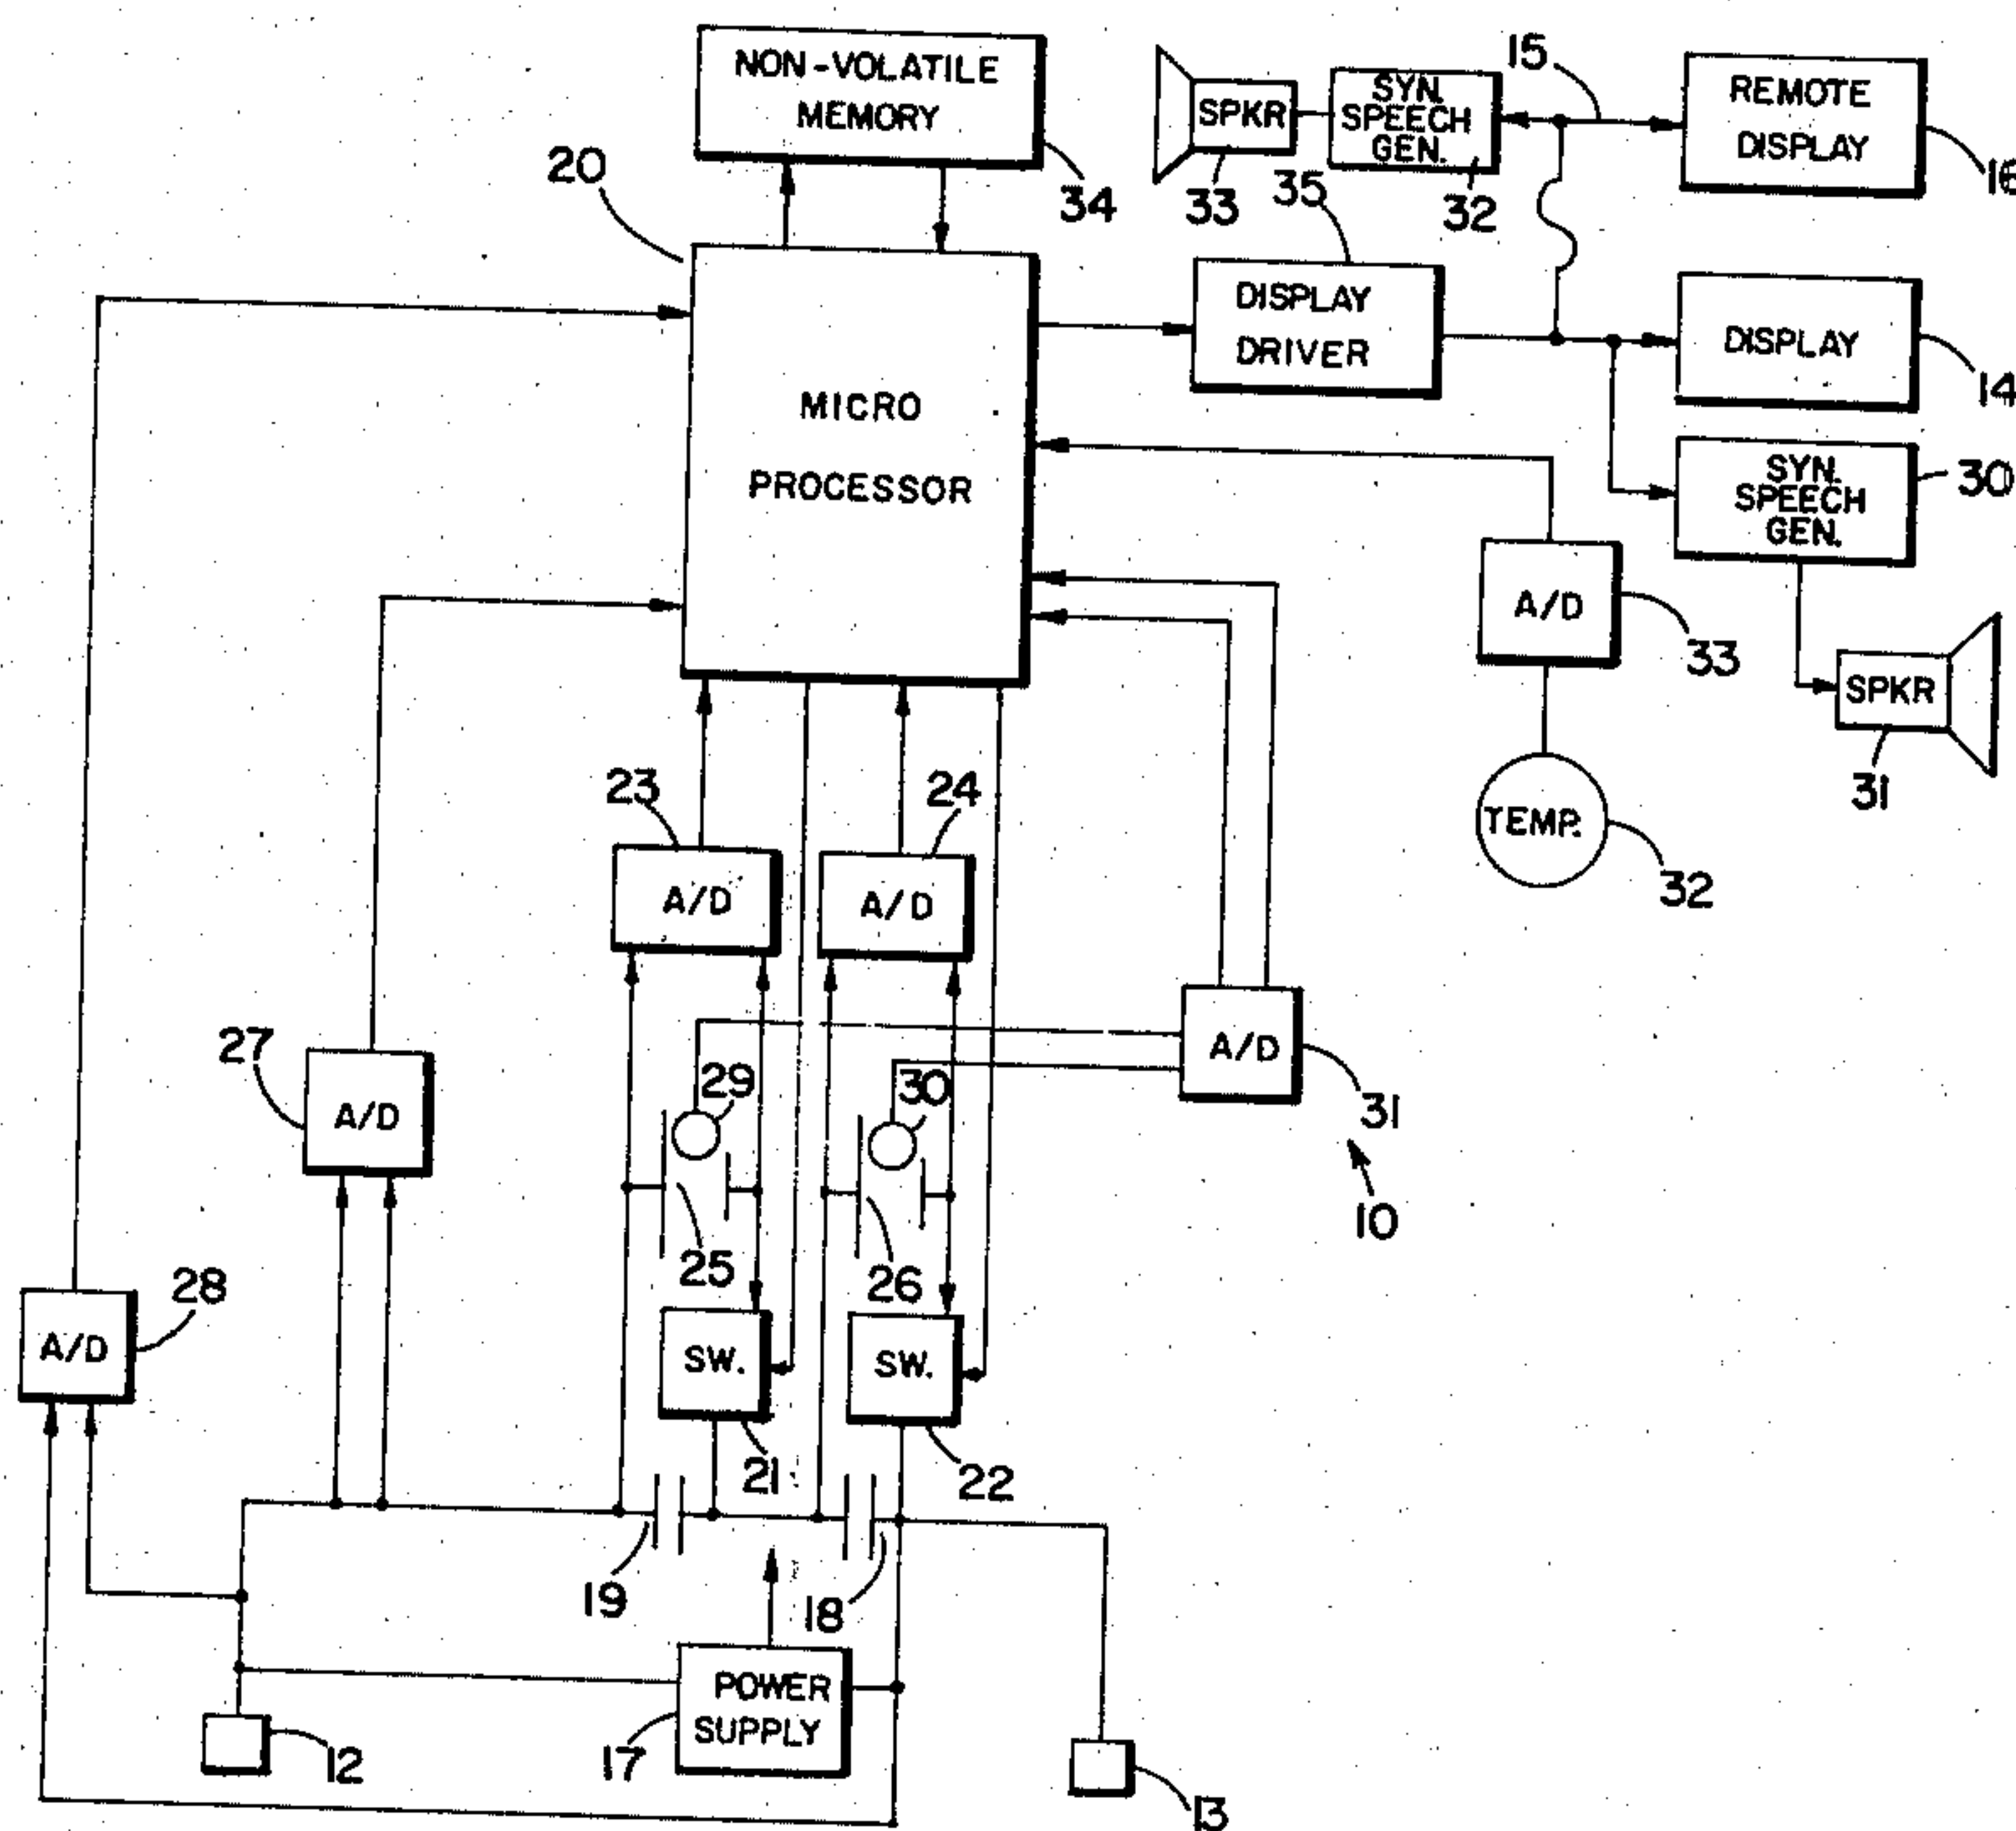 NON-VOLATILE
MEMORY
34
20
SPKR
33
SYN.
SPEECH
GEN.
32
15
REMOTE
DISPLAY
16
35
DISPLAY
DRIVER
DISPLAY
14
MICRO
PROCESSOR
SYN.
SPEECH
GEN.
30
A/D
33
SPKR
31
TEMP.
32
23
A/D
24
A/D
27
A/D
29
30
A/D
31
10
25
26
28
A/D
SW.
21
SW.
22
19
18
POWER
SUPPLY
17
12
13